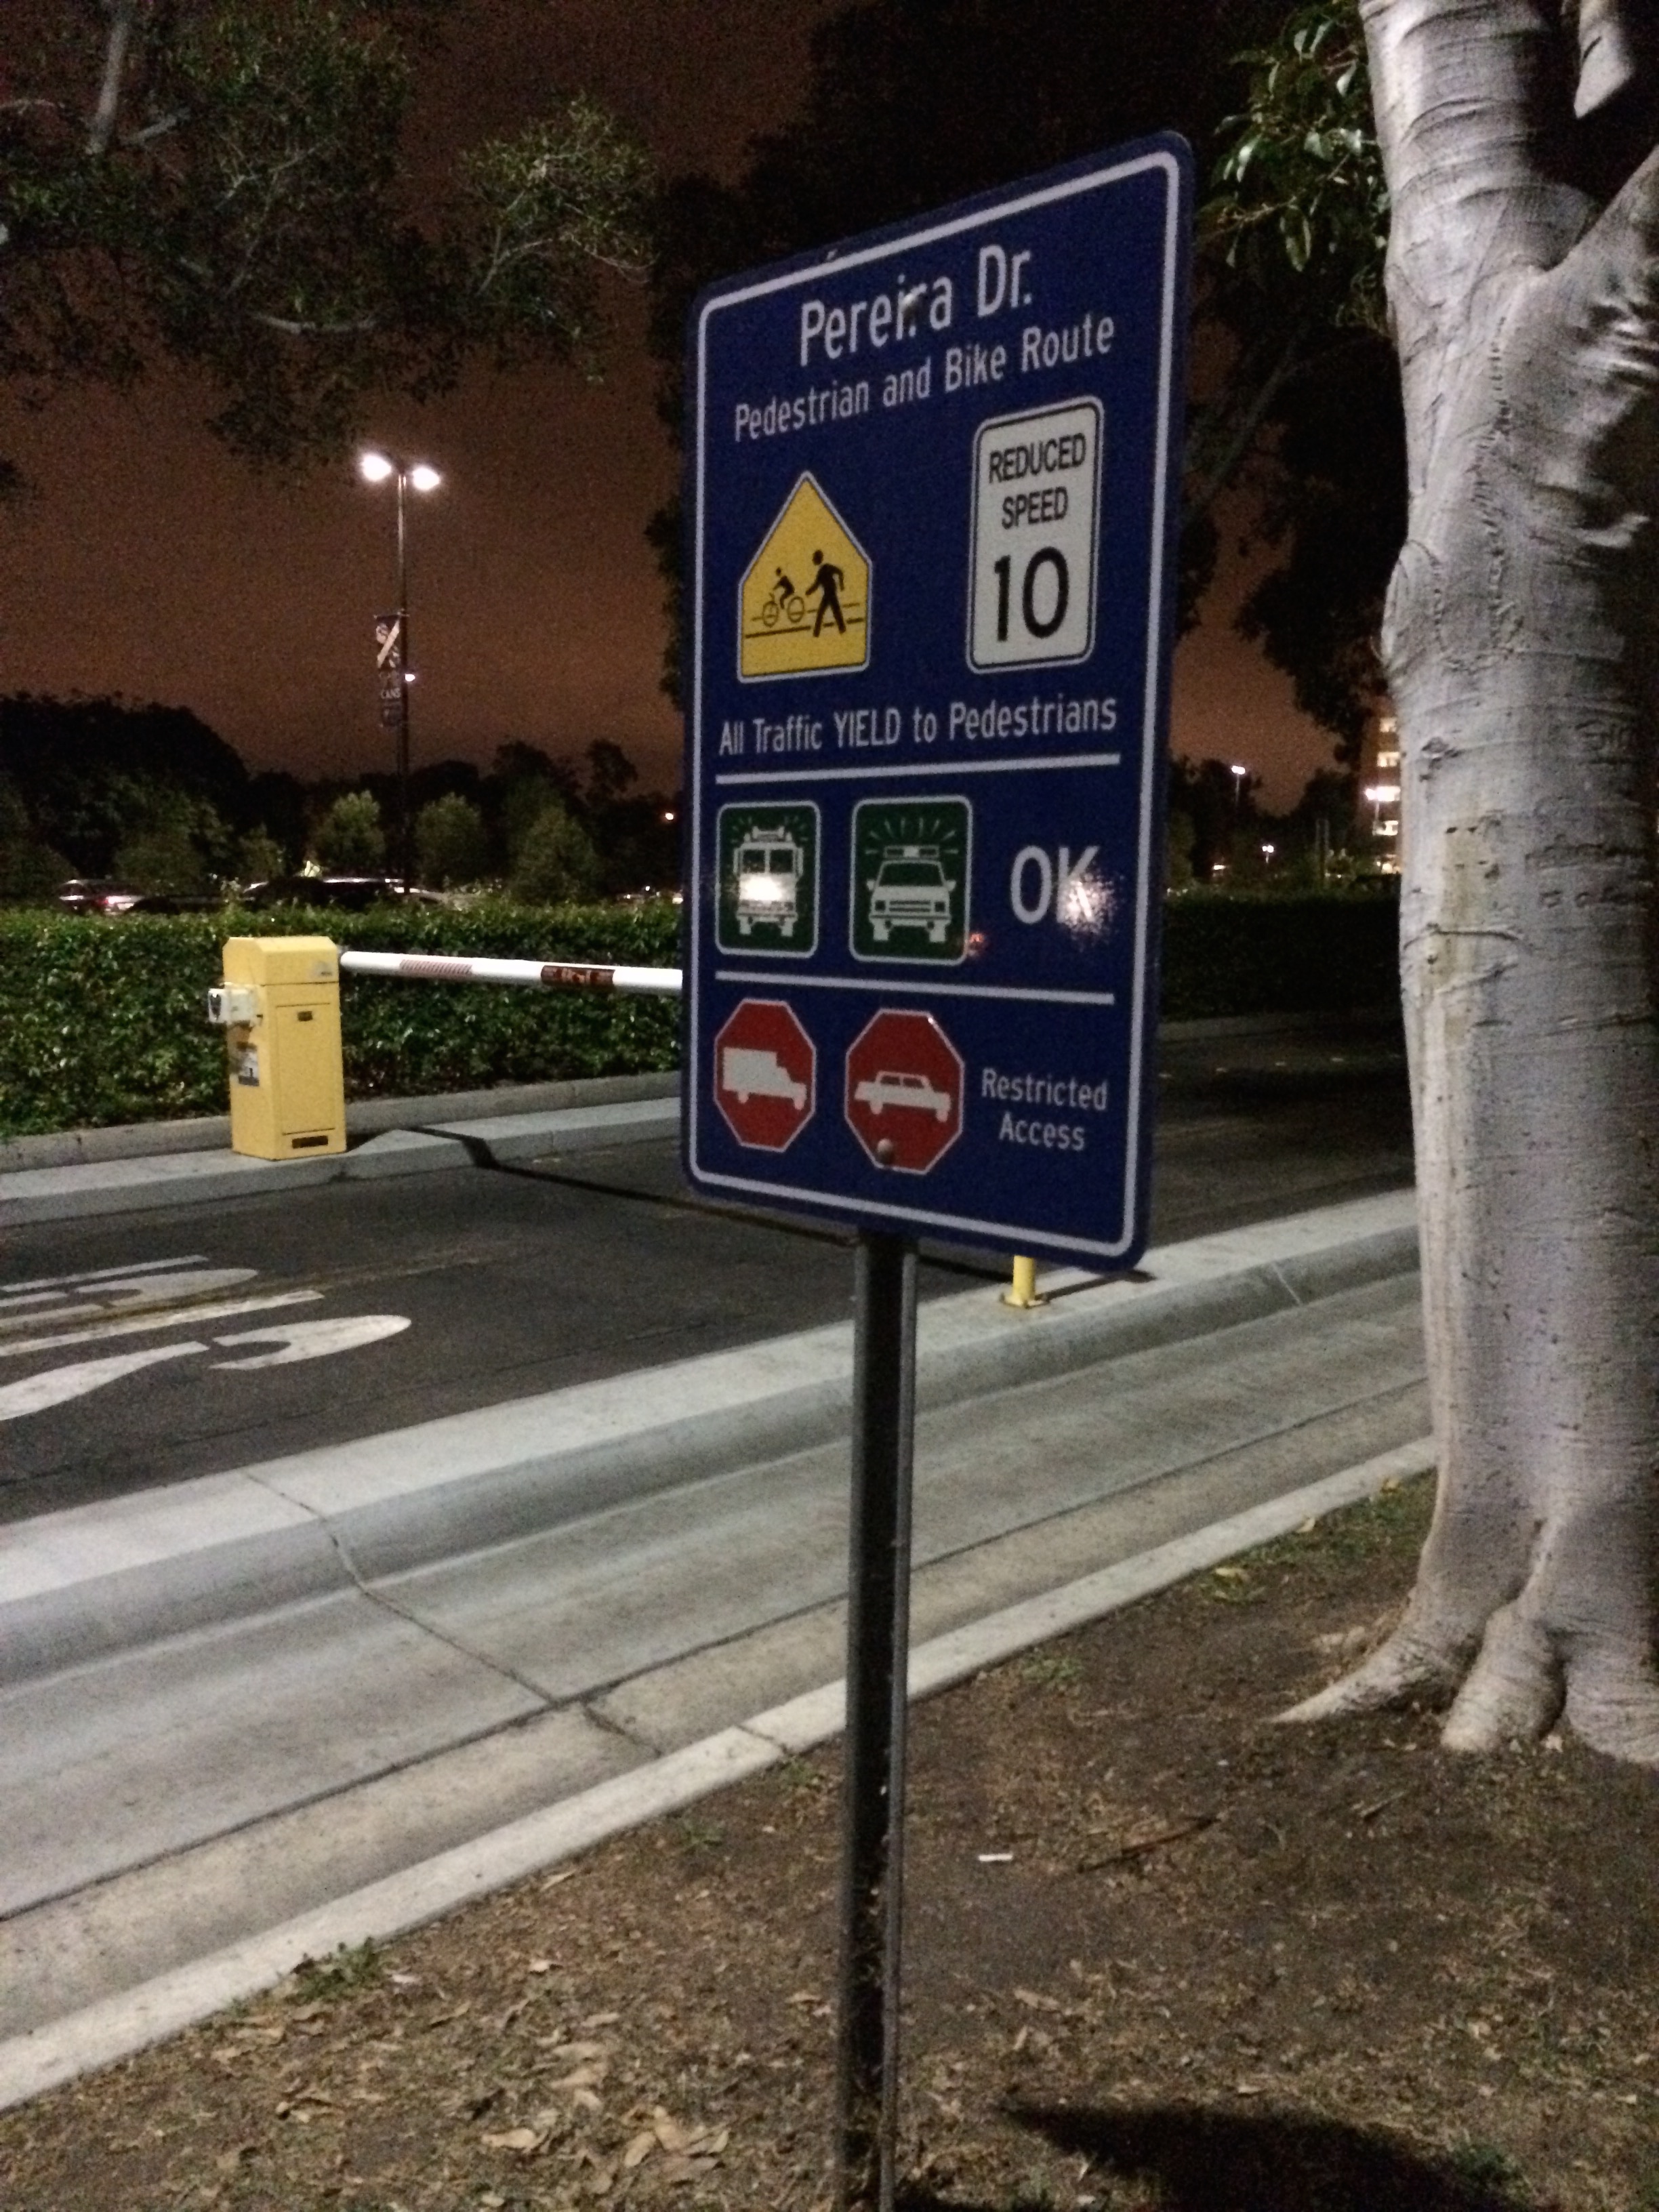 Pereira Dr.
Pedestrian and Bike Route
REDUCED
SPEED
10
All Traffic YIELD to Pedestrians
OK
Restricted
Access